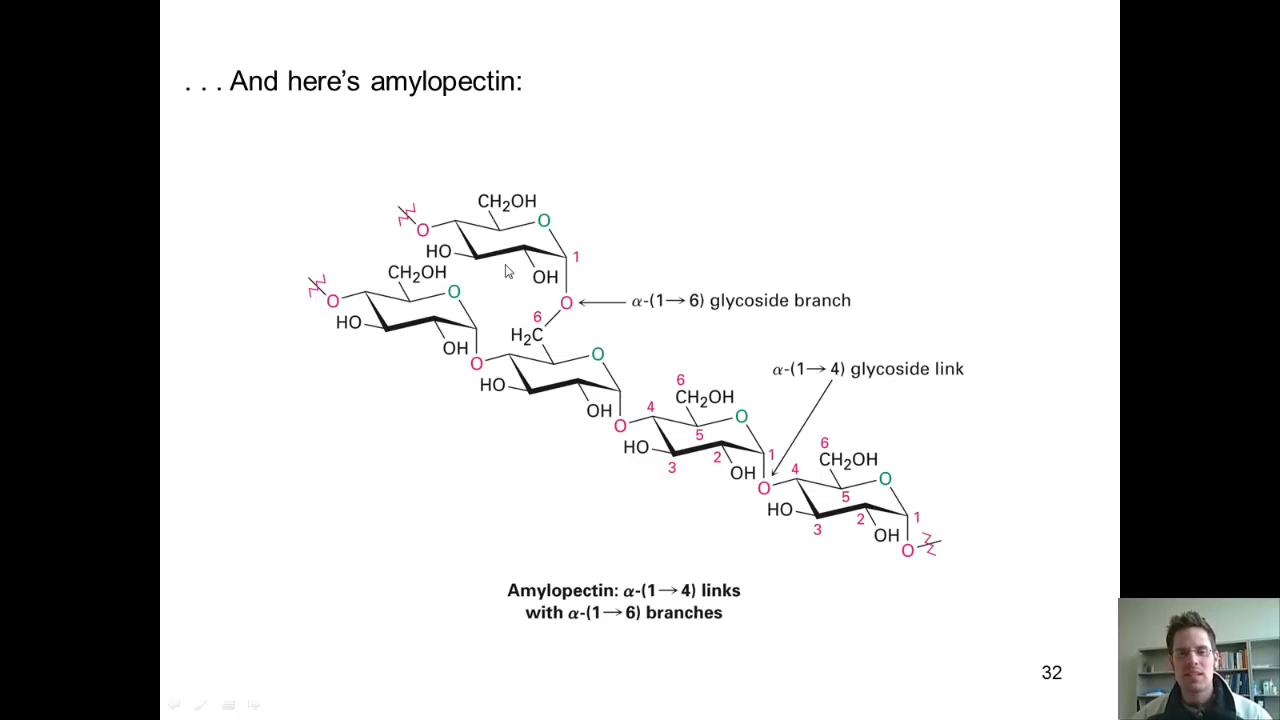 . . . And here's amylopectin:
CH₂OH
O
O
HO
OH
1
O
α-(1→6) glycoside branch
CH₂OH
O
O
HO
OH
6
H₂C
O
O
HO
OH
α-(1→4) glycoside link
6
CH₂OH
O
4
O
5
HO
3
2
OH
1
O
6
CH₂OH
4
O
5
HO
3
2
OH
1
O
Amylopectin: α-(1→4) links
with α-(1→6) branches
32